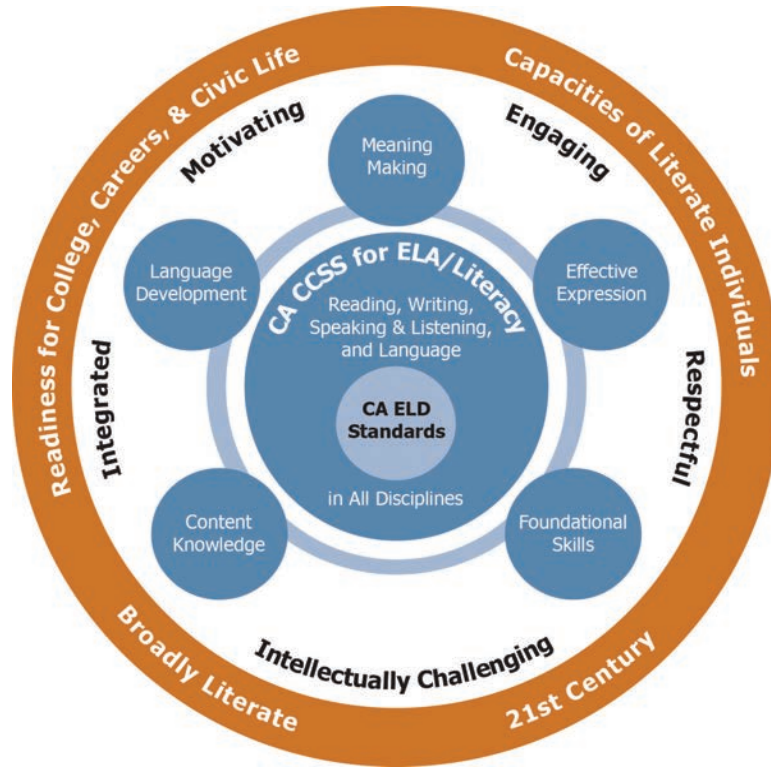 Readiness for College, Careers, & Civic Life
Capacities of Literate Individuals
Motivating
Engaging
Meaning
Making
Language
Development
Effective
Expression
CA CCSS for ELA/Literacy
Reading, Writing,
Speaking & Listening,
and Language
CA ELD
Standards
in All Disciplines
Integrated
Respectful
Content
Knowledge
Foundational
Skills
Intellectually Challenging
Broadly Literate
21st Century